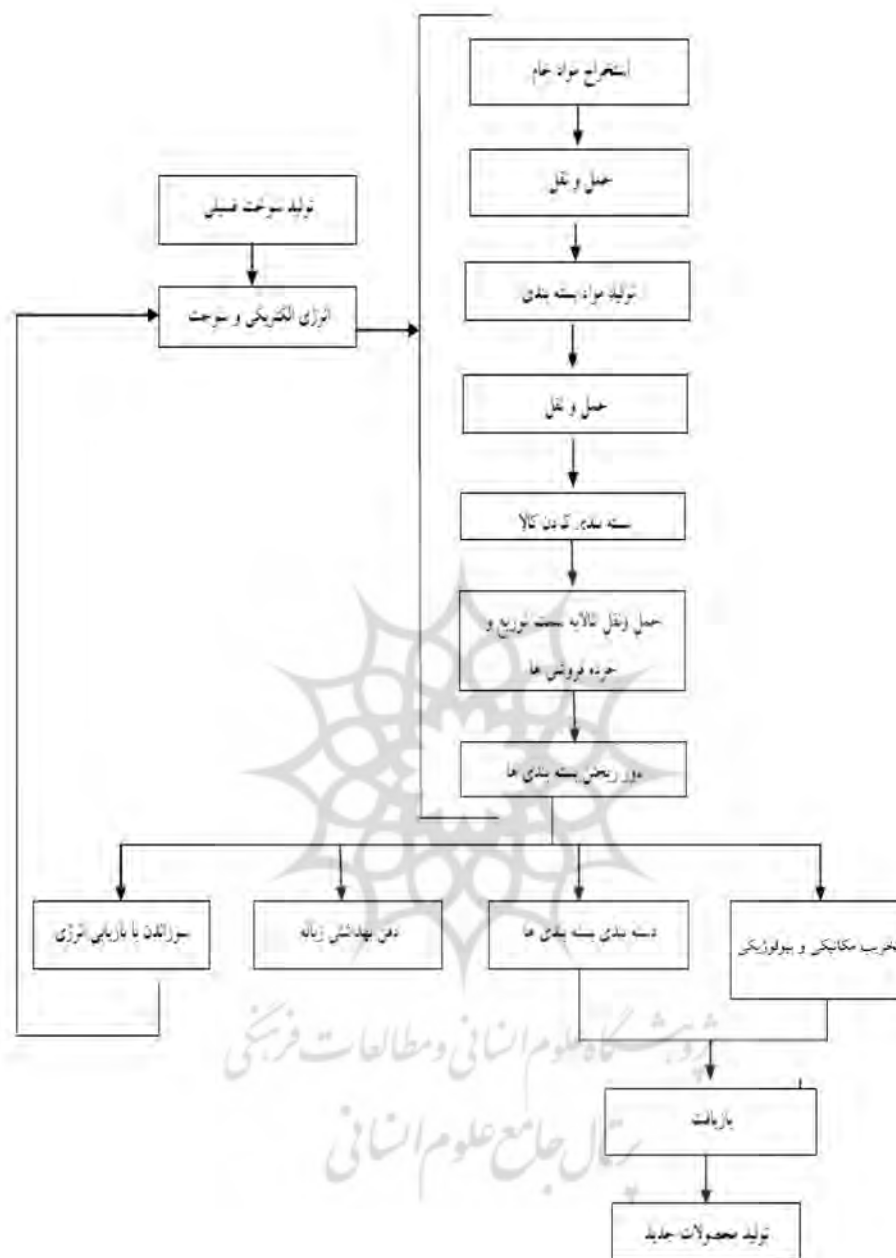 استخراج مواد خام
حمل و نقل
تولید سوخت فسیلی
تولید مواد بسته بندی
انرژی الکتریکی و سوخت
حمل و نقل
بسته بندی کردن کالا
حمل ونقل کالابه سمت توزیع و
خرده فروشی ها
دور ریختن بسته بندی ها
تخریب مکانیکی و بیولوژیکی
دسته بندی بسته بندی ها
دفن بهداشتی زباله
سوزاندن با بازیابی انرژی
پژوهشگاه علوم انسانی و مطالعات فرهنگی
بازیافت
پرتال جامع علوم انسانی
تولید محصولات جدید